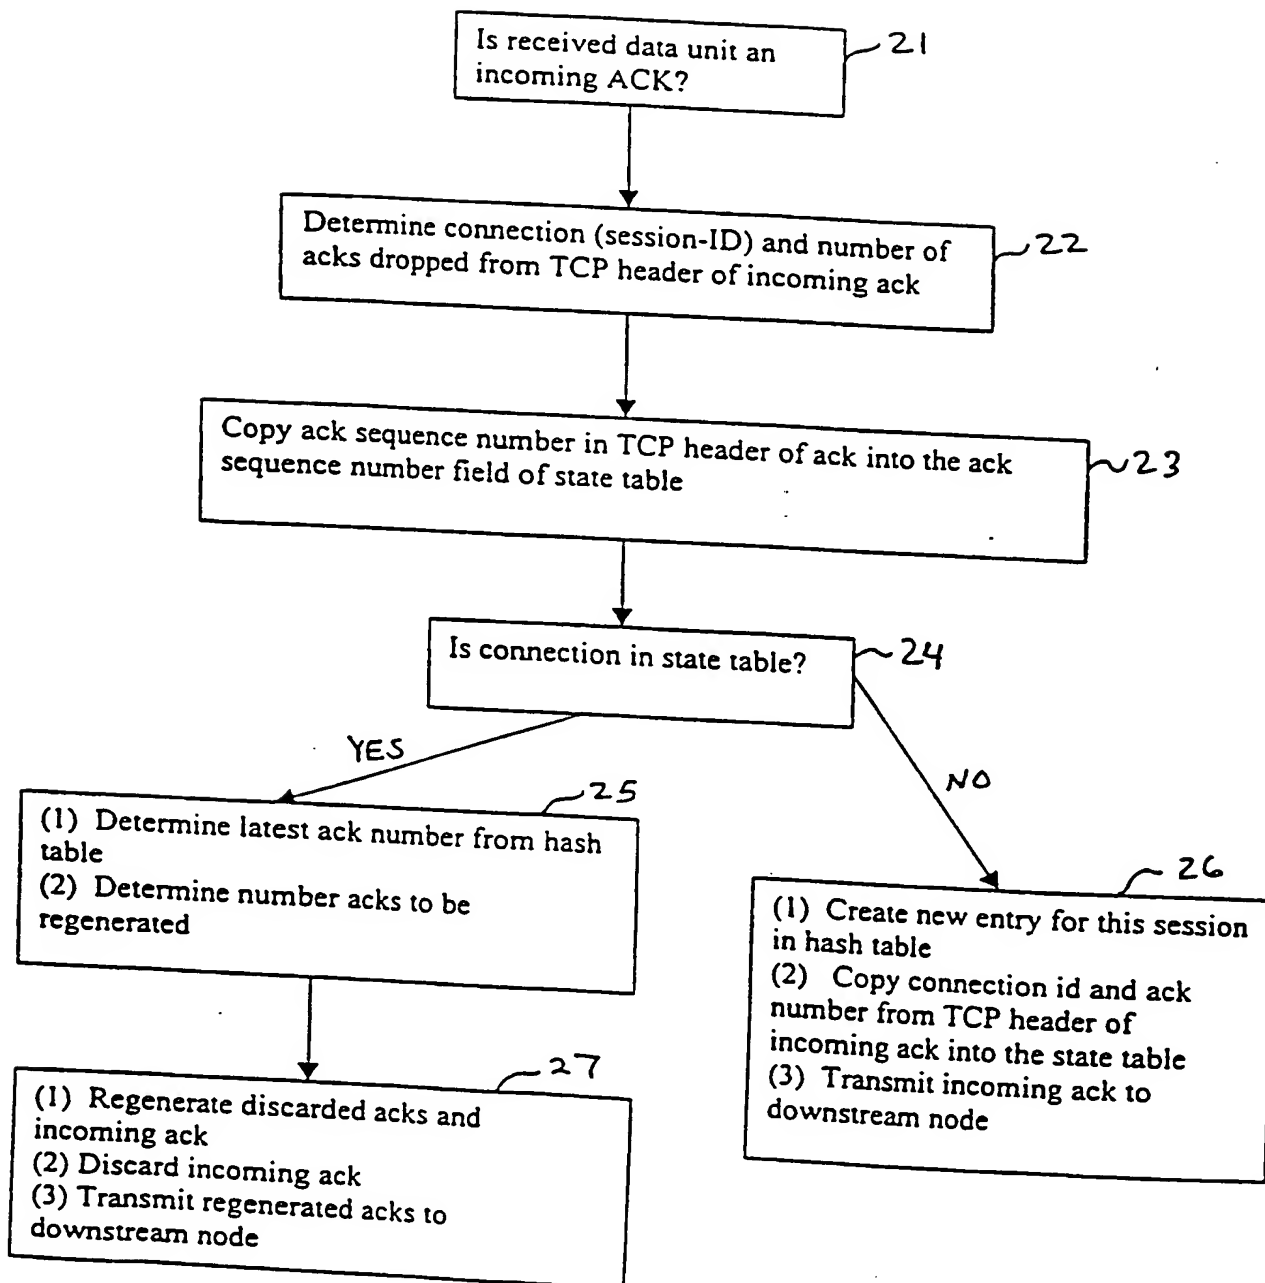 Is received data unit an
incoming ACK?
21
Determine connection (session-ID) and number of
acks dropped from TCP header of incoming ack
22
Copy ack sequence number in TCP header of ack into the ack
sequence number field of state table
23
Is connection in state table?
24
YES
NO
25
(1) Determine latest ack number from hash
table
(2) Determine number acks to be
regenerated
26
(1) Create new entry for this session
in hash table
(2) Copy connection id and ack
number from TCP header of
incoming ack into the state table
(3) Transmit incoming ack to
downstream node
27
(1) Regenerate discarded acks and
incoming ack
(2) Discard incoming ack
(3) Transmit regenerated acks to
downstream node